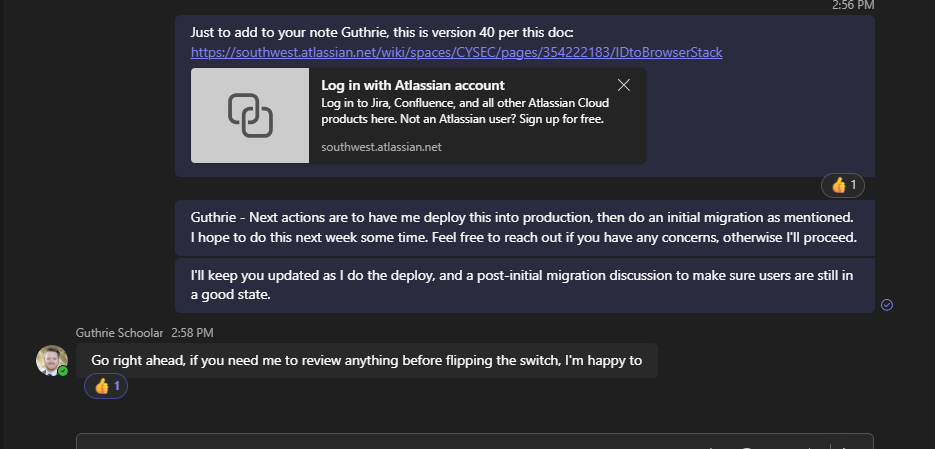 2:56 PM
Just to add to your note Guthrie, this is version 40 per this doc:
https://southwest.atlassian.net/wiki/spaces/CYSEC/pages/354222183/IDtoBrowserStack
Log in with Atlassian account
Log in to Jira, Confluence, and all other Atlassian Cloud
products here. Not an Atlassian user? Sign up for free.
southwest.atlassian.net
👍 1
Guthrie - Next actions are to have me deploy this into production, then do an initial migration as mentioned.
I hope to do this next week some time. Feel free to reach out if you have any concerns, otherwise I'll proceed.
I'll keep you updated as I do the deploy, and a post-initial migration discussion to make sure users are still in
a good state.
Guthrie Schoolar 2:58 PM
Go right ahead, if you need me to review anything before flipping the switch, I'm happy to
👍 1